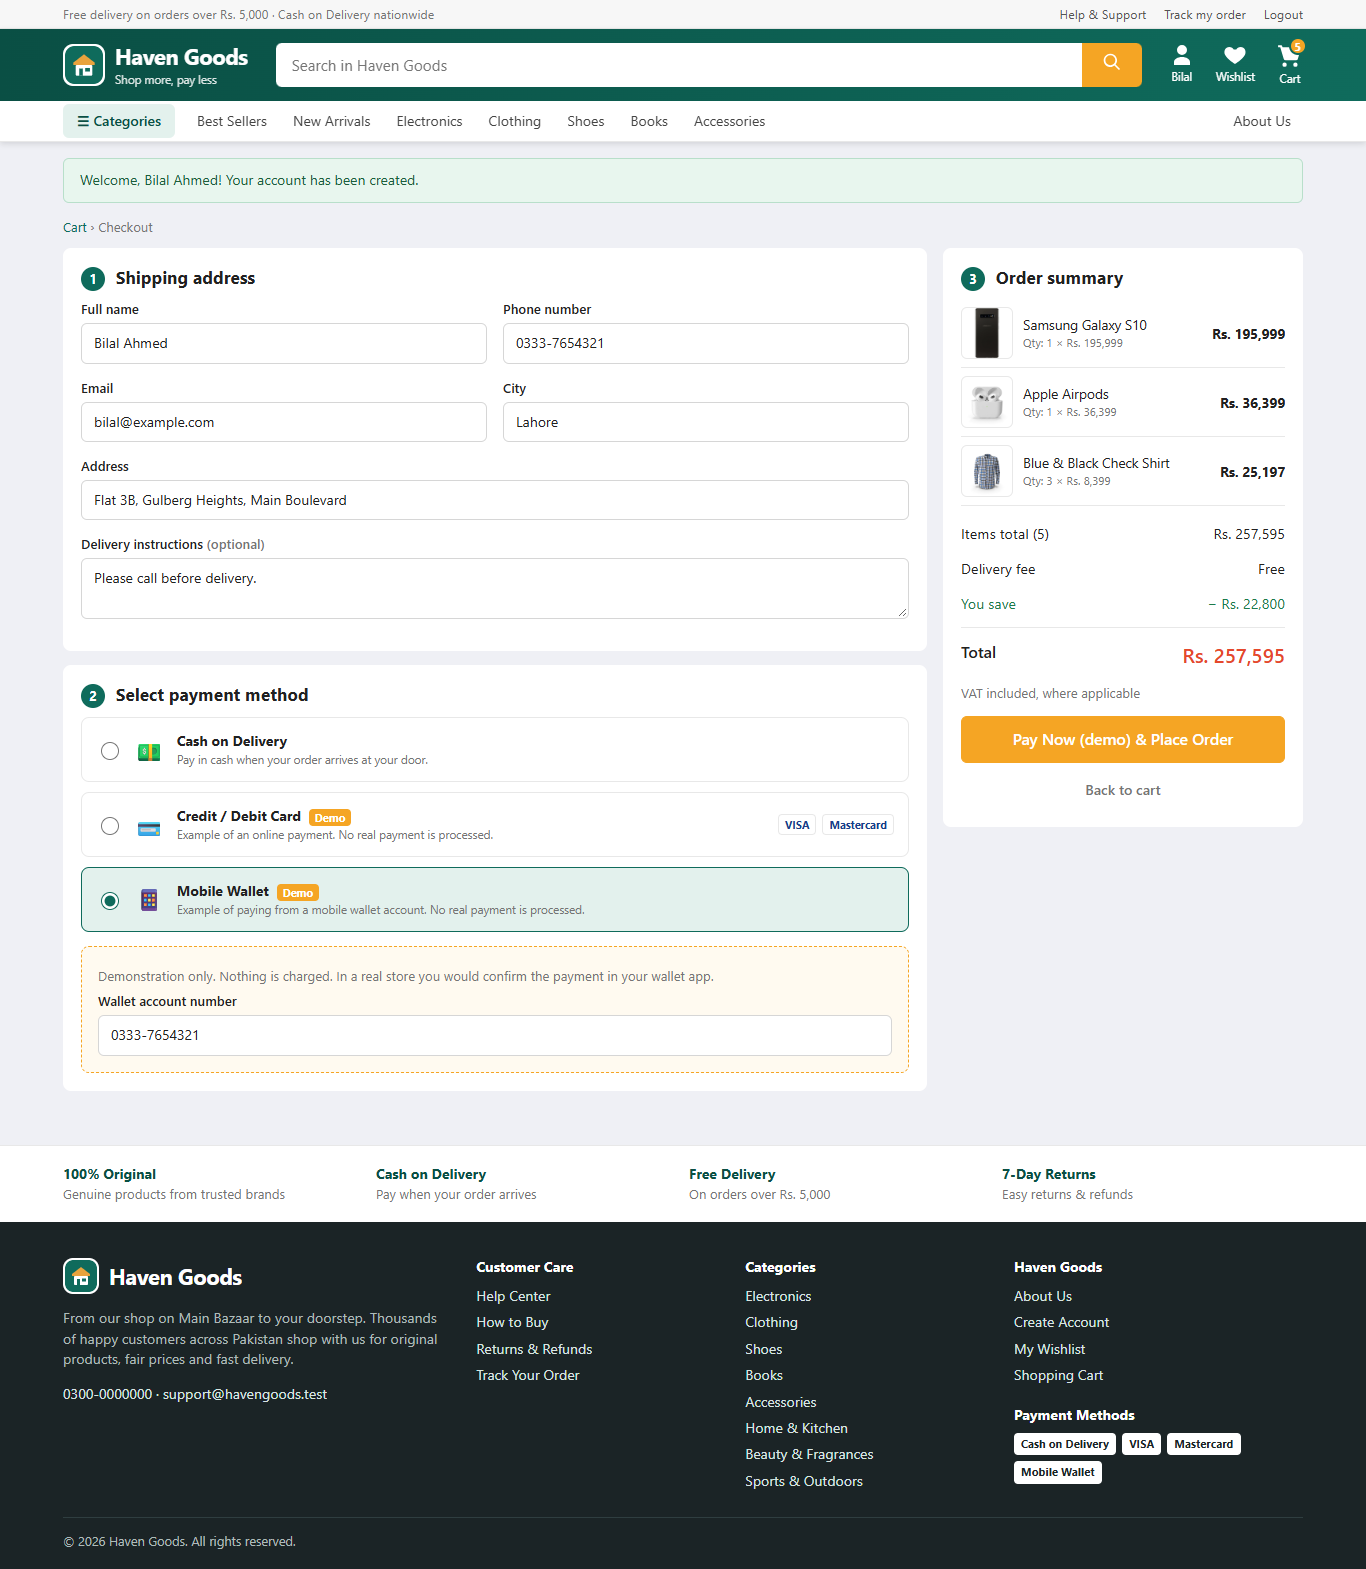 Free delivery on orders over Rs. 5,000 · Cash on Delivery nationwide
Help & Support Track my order Logout
Haven Goods
Shop more, pay less
Search in Haven Goods
Bilal
Wishlist
5
Cart
☰ Categories Best Sellers New Arrivals Electronics Clothing Shoes Books Accessories About Us
Welcome, Bilal Ahmed! Your account has been created.
Cart › Checkout
1 Shipping address
Full name
Bilal Ahmed
Phone number
0333-7654321
Email
bilal@example.com
City
Lahore
Address
Flat 3B, Gulberg Heights, Main Boulevard
Delivery instructions (optional)
Please call before delivery.
2 Select payment method
Cash on Delivery
Pay in cash when your order arrives at your door.
Credit / Debit Card Demo
Example of an online payment. No real payment is processed.
VISA Mastercard
Mobile Wallet Demo
Example of paying from a mobile wallet account. No real payment is processed.
Demonstration only. Nothing is charged. In a real store you would confirm the payment in your wallet app.
Wallet account number
0333-7654321
3 Order summary
Samsung Galaxy S10
Qty: 1 × Rs. 195,999
Rs. 195,999
Apple Airpods
Qty: 1 × Rs. 36,399
Rs. 36,399
Blue & Black Check Shirt
Qty: 3 × Rs. 8,399
Rs. 25,197
Items total (5) Rs. 257,595
Delivery fee Free
You save − Rs. 22,800
Total Rs. 257,595
VAT included, where applicable
Pay Now (demo) & Place Order
Back to cart
100% Original
Genuine products from trusted brands
Cash on Delivery
Pay when your order arrives
Free Delivery
On orders over Rs. 5,000
7-Day Returns
Easy returns & refunds
Haven Goods
From our shop on Main Bazaar to your doorstep. Thousands
of happy customers across Pakistan shop with us for original
products, fair prices and fast delivery.
0300-0000000 · support@havengoods.test
Customer Care
Help Center
How to Buy
Returns & Refunds
Track Your Order
Categories
Electronics
Clothing
Shoes
Books
Accessories
Home & Kitchen
Beauty & Fragrances
Sports & Outdoors
Haven Goods
About Us
Create Account
My Wishlist
Shopping Cart
Payment Methods
Cash on Delivery VISA Mastercard
Mobile Wallet
© 2026 Haven Goods. All rights reserved.